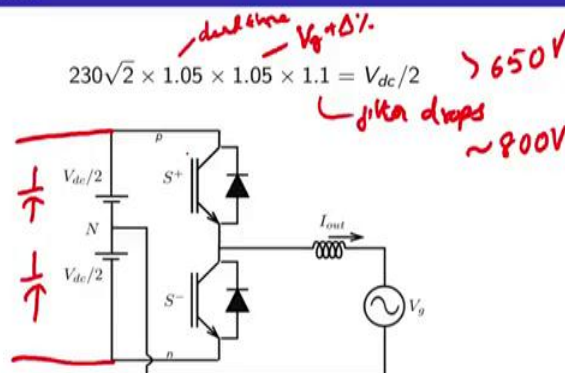 dead time
Vg + Δ%
230√2 × 1.05 × 1.05 × 1.1 = V_dc/2
> 650V
filter drops
~800V
p
V_dc/2
S⁺
I_out
N
V_dc/2
S⁻
V_g
n